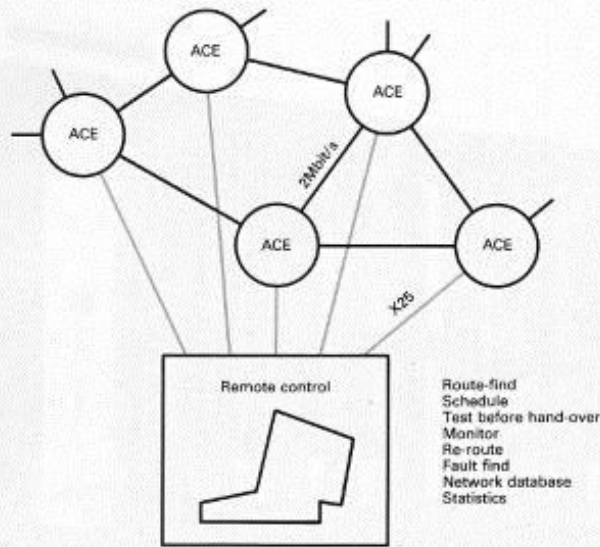 ACE
ACE
ACE
2Mbit/s
ACE
ACE
X25
Remote control
Route-find
Schedule
Test before hand-over
Monitor
Re-route
Fault find
Network database
Statistics